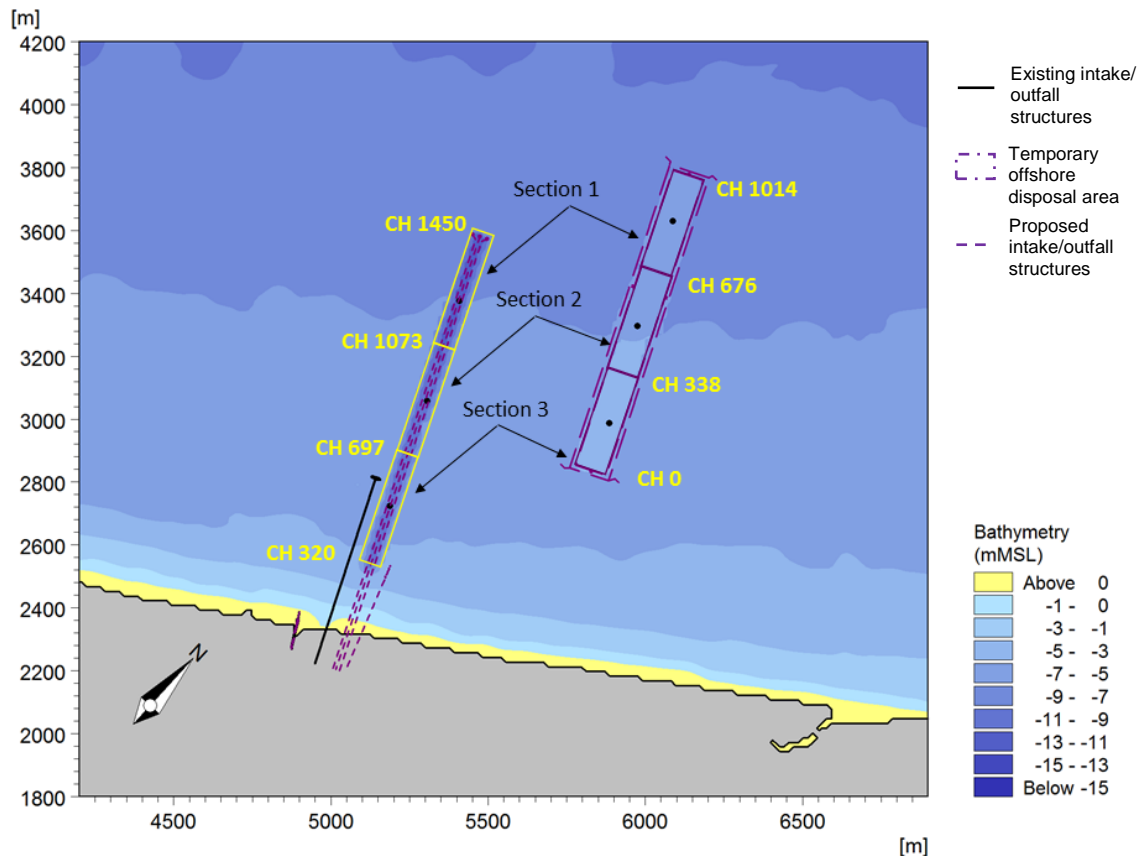 [m]
4200
4000
3800
3600
3400
3200
3000
2800
2600
2400
2200
2000
1800
4500
5000
5500
6000
6500
[m]
Section 1
Section 2
Section 3
CH 1450
CH 1073
CH 697
CH 320
CH 1014
CH 676
CH 338
CH 0
N
Existing intake/
outfall
structures
Temporary
offshore
disposal area
Proposed
intake/outfall
structures
Bathymetry
(mMSL)
Above 0
-1 - 0
-3 - -1
-5 - -3
-7 - -5
-9 - -7
-11 - -9
-13 - -11
-15 - -13
Below -15